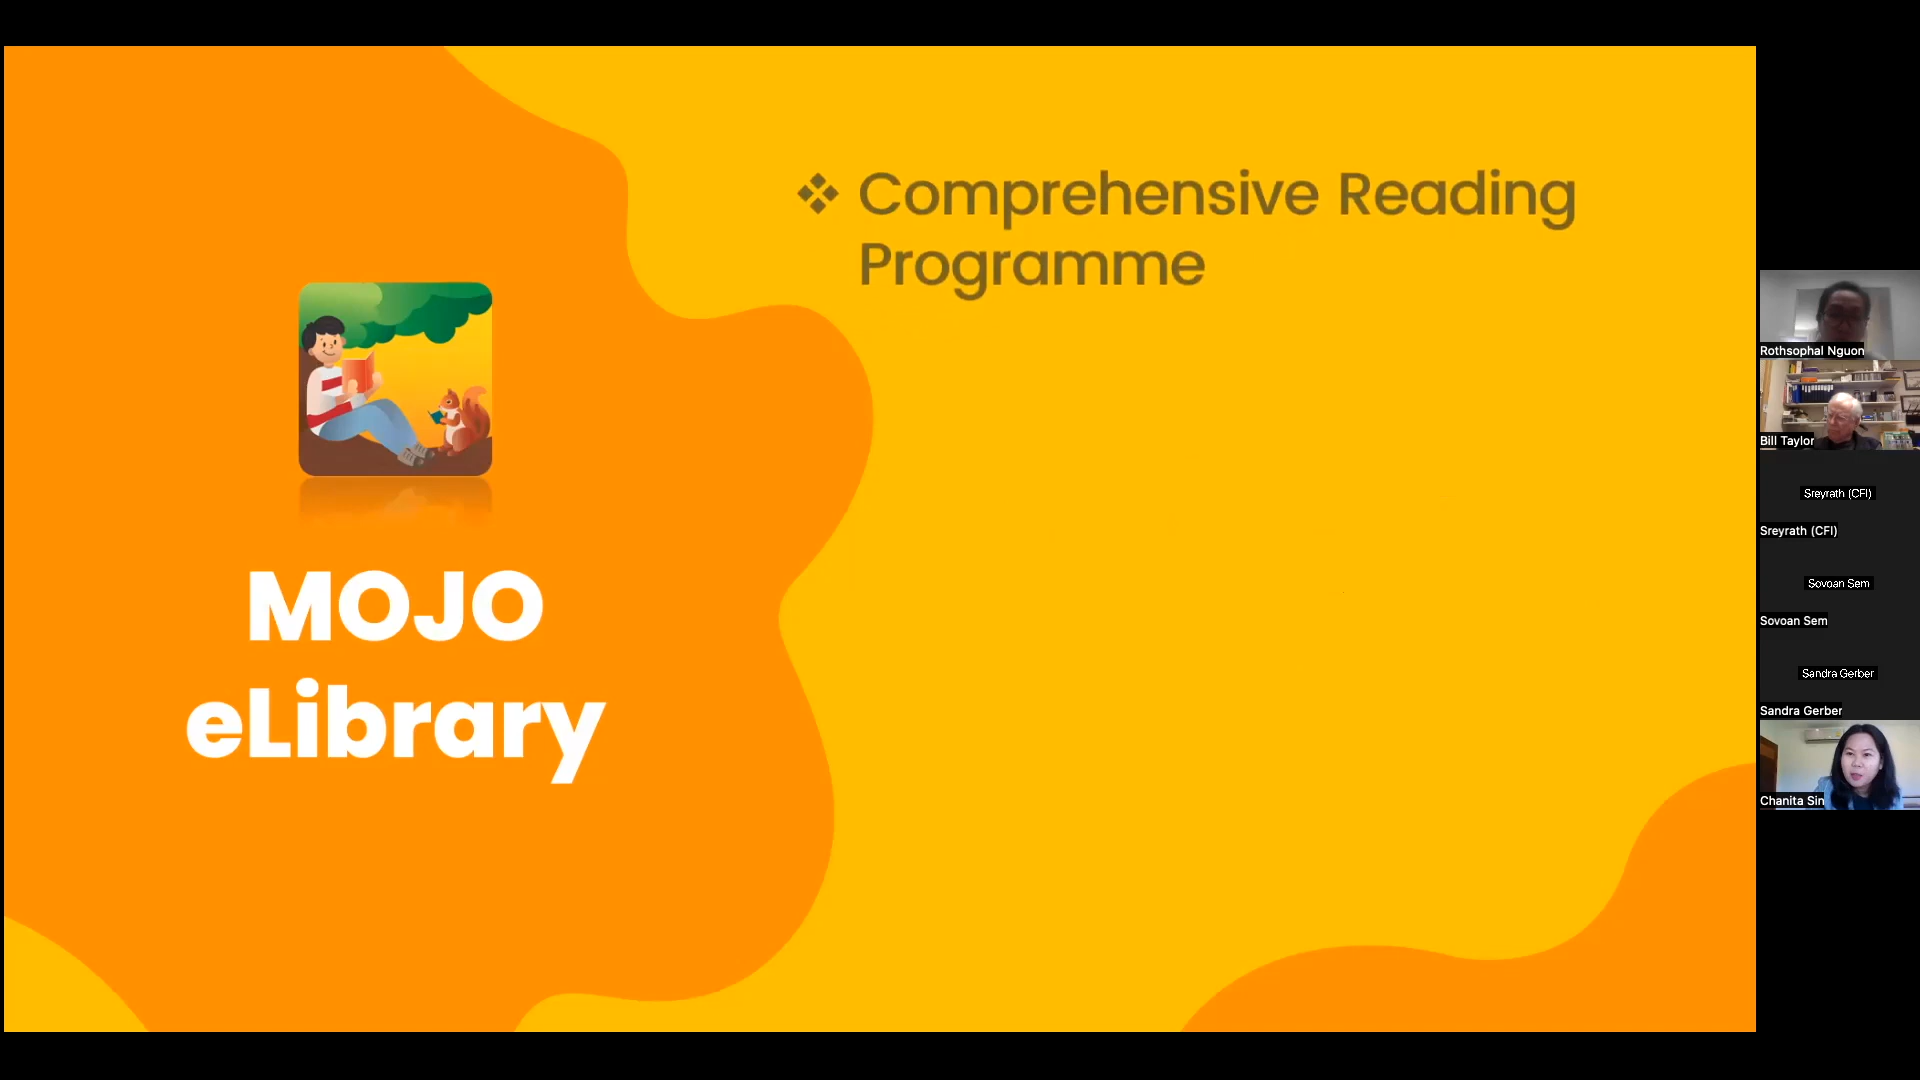 ❖ Comprehensive Reading
Programme
MOJO
eLibrary
Rothsophal Nguon
Bill Taylor
Sreyrath (CFI)
Sreyrath (CFI)
Sovoan Sem
Sovoan Sem
Sandra Gerber
Sandra Gerber
Chanita Sin